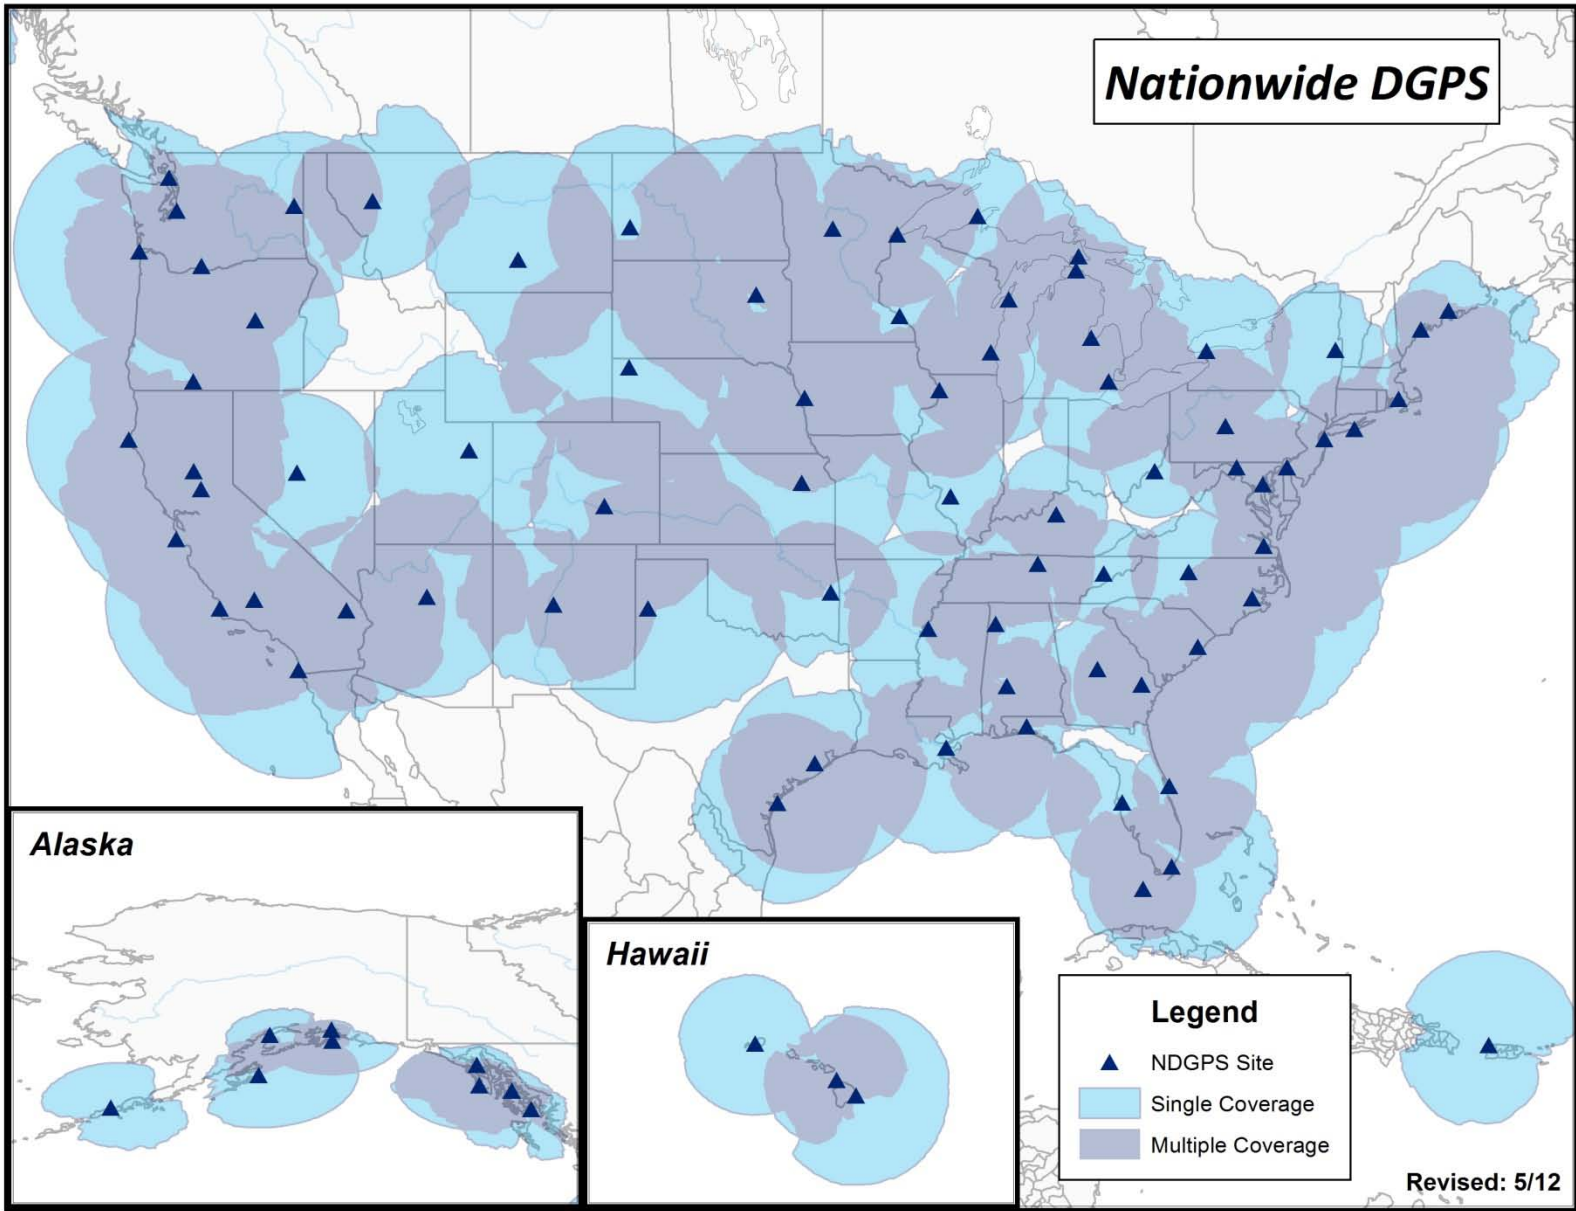 Nationwide DGPS
Alaska
Hawaii
Legend
NDGPS Site
Single Coverage
Multiple Coverage
Revised: 5/12